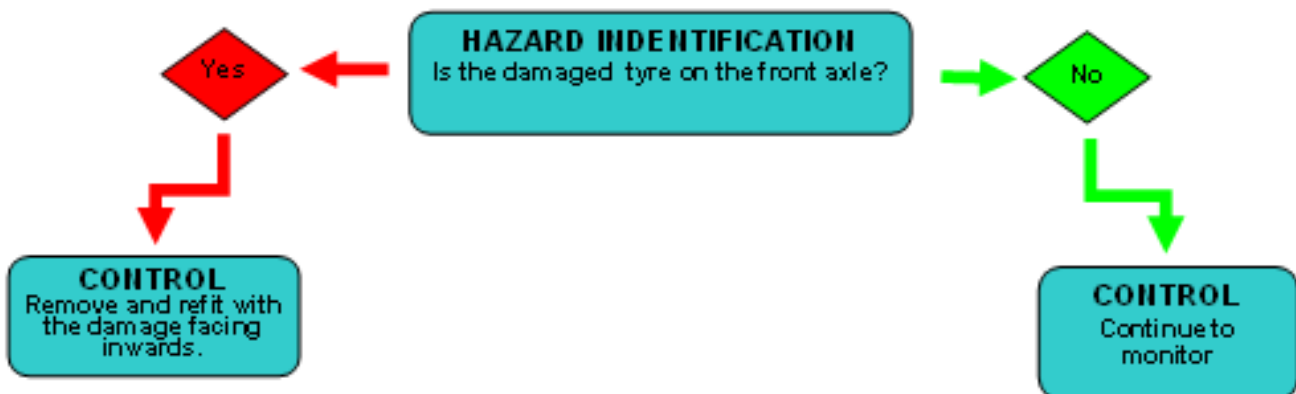 HAZARD INDENTIFICATION
Is the damaged tyre on the front axle?
Yes
No
CONTROL
Remove and refit with
the damage facing
inwards.
CONTROL
Continue to
monitor